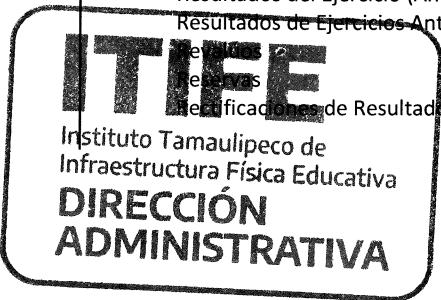 Resultados del Ejercicio (An
Resultados de Ejercicios Ant
Revalúos
Reservas
Rectificaciones de Resultado
ITIFE
Instituto Tamaulipeco de
Infraestructura Física Educativa
DIRECCIÓN
ADMINISTRATIVA